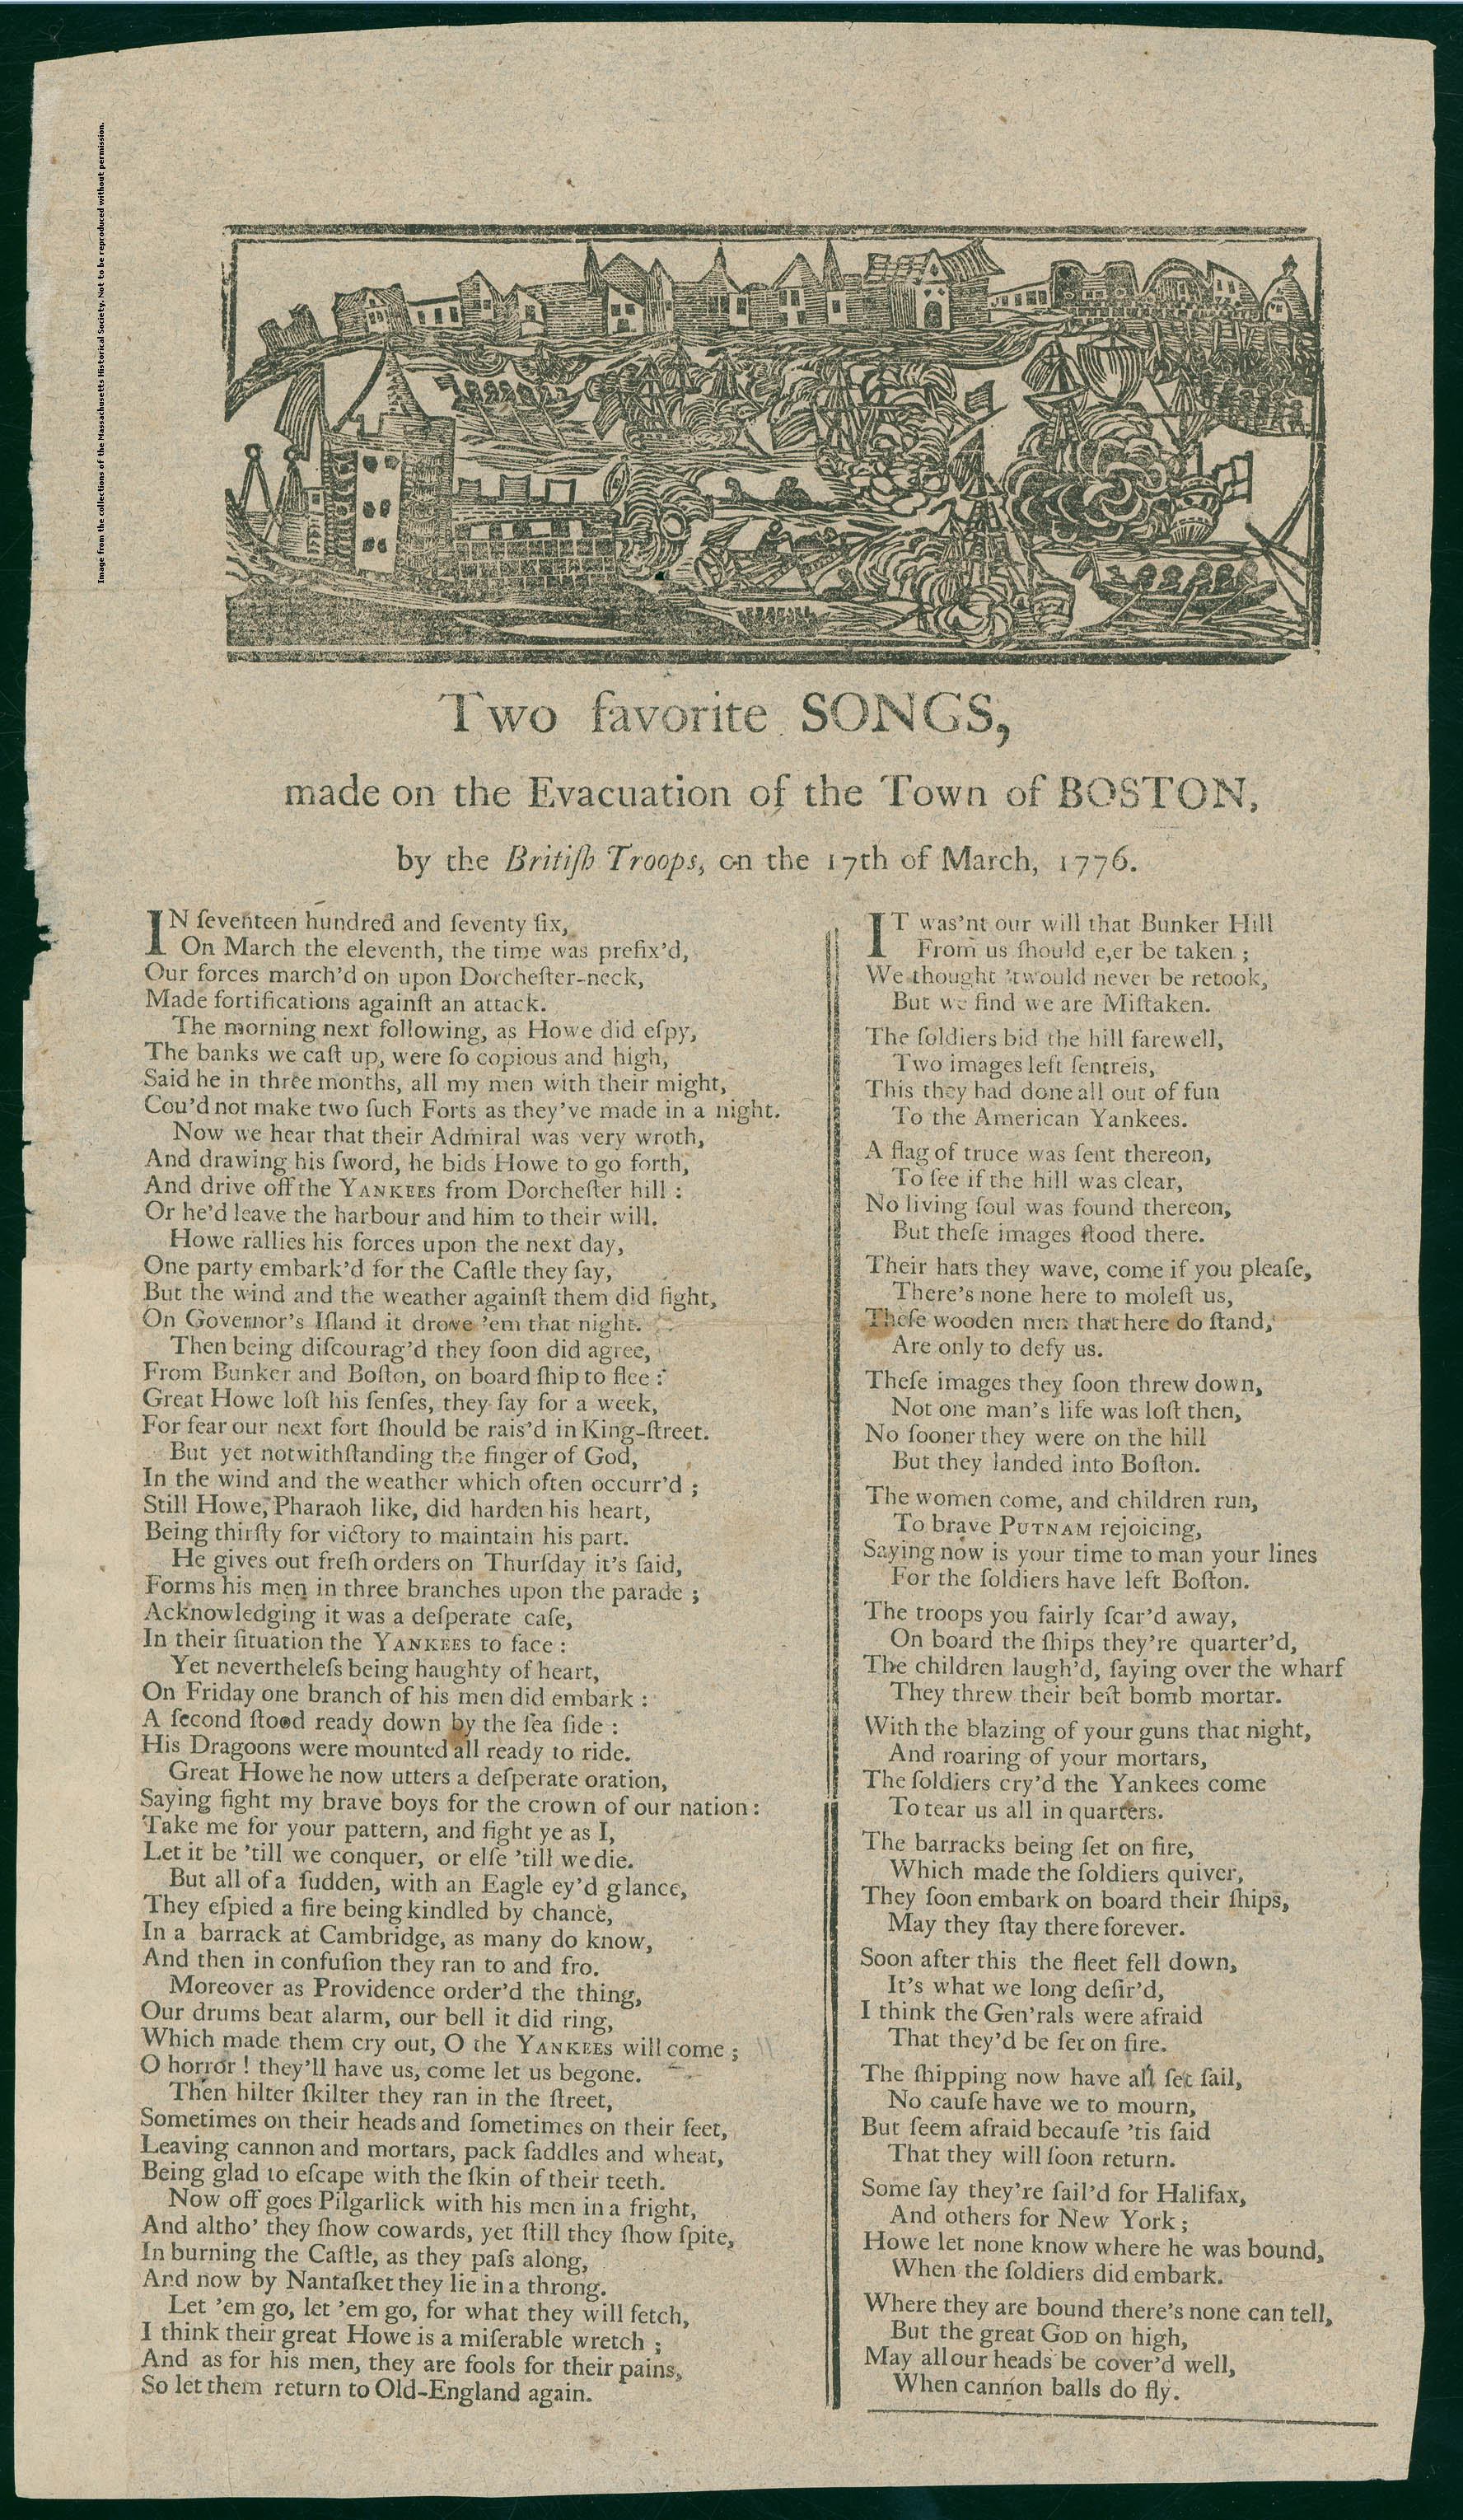 Image from the collections of the Massachusetts Historical Society. Not to be reproduced without permission.
Two favorite SONGS,
made on the Evacuation of the Town of BOSTON,
by the Britiſh Troops, on the 17th of March, 1776.
IN ſeventeen hundred and ſeventy ſix,
On March the eleventh, the time was prefix'd,
Our forces march'd on upon Dorcheſter-neck,
Made fortifications againſt an attack.
The morning next following, as Howe did eſpy,
The banks we caſt up, were ſo copious and high,
Said he in three months, all my men with their might,
Cou'd not make two ſuch Forts as they've made in a night.
Now we hear that their Admiral was very wroth,
And drawing his ſword, he bids Howe to go forth,
And drive off the YANKEES from Dorcheſter hill :
Or he'd leave the harbour and him to their will.
Howe rallies his forces upon the next day,
One party embark'd for the Caſtle they ſay,
But the wind and the weather againſt them did fight,
On Governor's Iſland it drove 'em that night.
Then being diſcourag'd they ſoon did agree,
From Bunker and Boſton, on board ſhip to flee :
Great Howe loſt his ſenſes, they ſay for a week,
For fear our next fort ſhould be rais'd in King-ſtreet.
But yet notwithſtanding the finger of God,
In the wind and the weather which often occurr'd ;
Still Howe, Pharaoh like, did harden his heart,
Being thirſty for victory to maintain his part.
He gives out freſh orders on Thurſday it's ſaid,
Forms his men in three branches upon the parade ;
Acknowledging it was a deſperate caſe,
In their ſituation the YANKEES to face :
Yet nevertheleſs being haughty of heart,
On Friday one branch of his men did embark :
A ſecond ſtood ready down by the ſea ſide :
His Dragoons were mounted all ready to ride.
Great Howe he now utters a deſperate oration,
Saying fight my brave boys for the crown of our nation :
Take me for your pattern, and fight ye as I,
Let it be 'till we conquer, or elſe 'till we die.
But all of a ſudden, with an Eagle ey'd glance,
They eſpied a fire being kindled by chance,
In a barrack at Cambridge, as many do know,
And then in confuſion they ran to and fro.
Moreover as Providence order'd the thing,
Our drums beat alarm, our bell it did ring,
Which made them cry out, O the YANKEES will come ;
O horror ! they'll have us, come let us begone.
Then hilter ſkilter they ran in the ſtreet,
Sometimes on their heads and ſometimes on their feet,
Leaving cannon and mortars, pack ſaddles and wheat,
Being glad to eſcape with the ſkin of their teeth.
Now off goes Pilgarlick with his men in a fright,
And altho' they ſhow cowards, yet ſtill they ſhow ſpite,
In burning the Caſtle, as they paſs along,
And now by Nantaſket they lie in a throng.
Let 'em go, let 'em go, for what they will fetch,
I think their great Howe is a miſerable wretch ;
And as for his men, they are fools for their pains,
So let them return to Old-England again.
IT was'nt our will that Bunker Hill
From us ſhould e,er be taken ;
We thought 'twould never be retook,
But we find we are Miſtaken.
The ſoldiers bid the hill farewell,
Two images left ſentreis,
This they had done all out of fun
To the American Yankees.
A flag of truce was ſent thereon,
To ſee if the hill was clear,
No living ſoul was found thereon,
But theſe images ſtood there.
Their hats they wave, come if you pleaſe,
There's none here to moleſt us,
Theſe wooden men that here do ſtand,
Are only to defy us.
Theſe images they ſoon threw down,
Not one man's life was loſt then,
No ſooner they were on the hill
But they landed into Boſton.
The women come, and children run,
To brave PUTNAM rejoicing,
Saying now is your time to man your lines
For the ſoldiers have left Boſton.
The troops you fairly ſcar'd away,
On board the ſhips they're quarter'd,
The children laugh'd, ſaying over the wharf
They threw their beſt bomb mortar.
With the blazing of your guns that night,
And roaring of your mortars,
The ſoldiers cry'd the Yankees come
To tear us all in quarters.
The barracks being ſet on fire,
Which made the ſoldiers quiver,
They ſoon embark on board their ſhips,
May they ſtay there forever.
Soon after this the fleet fell down,
It's what we long deſir'd,
I think the Gen'rals were afraid
That they'd be ſet on fire.
The ſhipping now have all ſet ſail,
No cauſe have we to mourn,
But ſeem afraid becauſe 'tis ſaid
That they will ſoon return.
Some ſay they're ſail'd for Halifax,
And others for New York ;
Howe let none know where he was bound,
When the ſoldiers did embark.
Where they are bound there's none can tell,
But the great GOD on high,
May all our heads be cover'd well,
When cannon balls do fly.